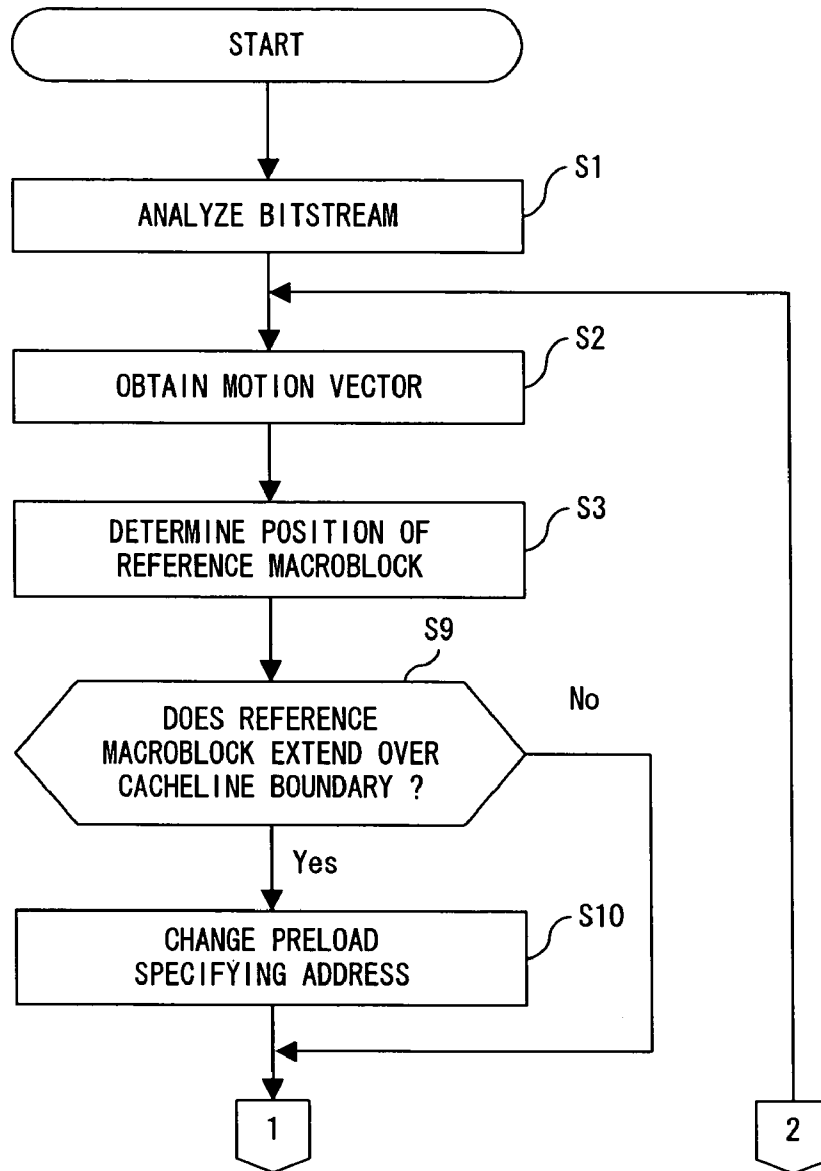 START
S1
ANALYZE BITSTREAM
S2
OBTAIN MOTION VECTOR
S3
DETERMINE POSITION OF
REFERENCE MACROBLOCK
S9
No
DOES REFERENCE
MACROBLOCK EXTEND OVER
CACHELINE BOUNDARY ?
Yes
S10
CHANGE PRELOAD
SPECIFYING ADDRESS
1
2